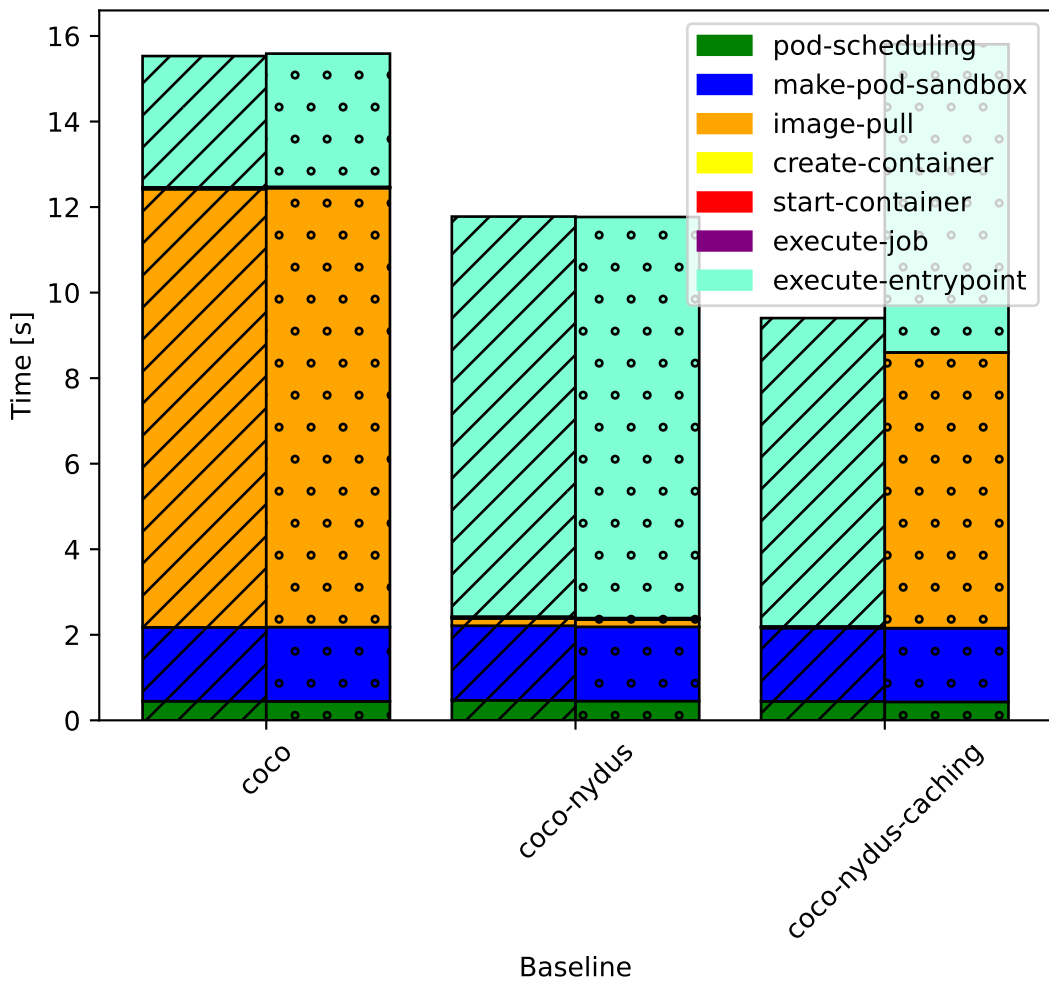 16
14
12
10
8
6
4
2
0
Time [s]
pod-scheduling
make-pod-sandbox
image-pull
create-container
start-container
execute-job
execute-entrypoint
coco
coco-nydus
coco-nydus-caching
Baseline